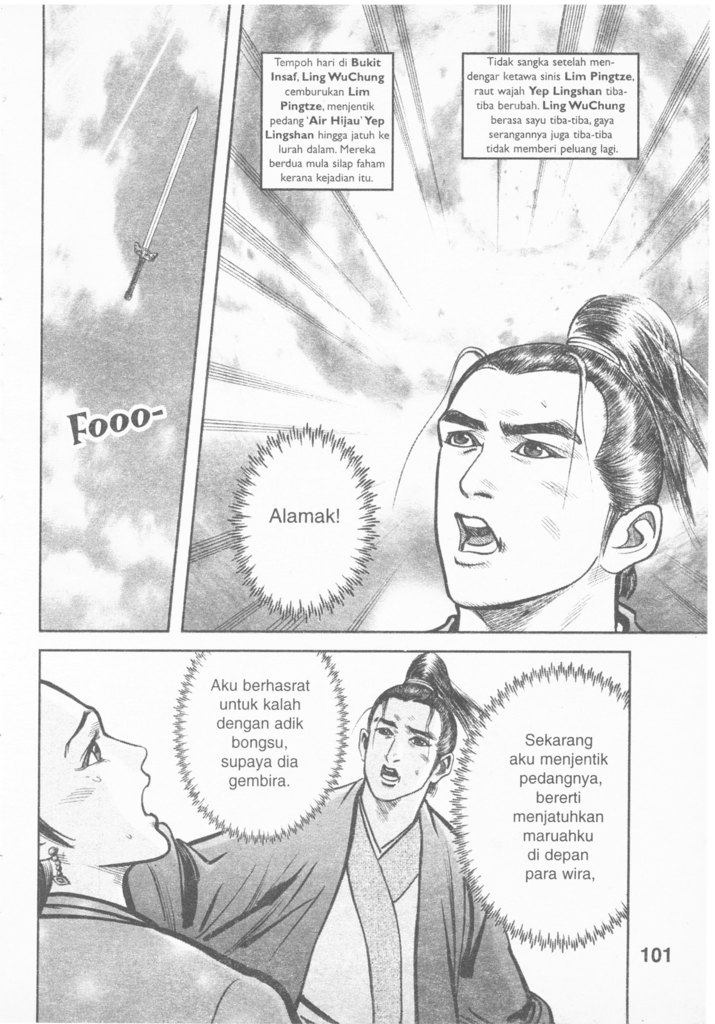 Tidak sangka setelah men-
dengar ketawa sinis Lim Pingtze,
raut wajah Yep Lingshan tiba-
tiba berubah. Ling WuChung
berasa sayu tiba-tiba, gaya
serangannya juga tiba-tiba
tidak memberi peluang lagi.
Tempoh hari di Bukit
Insaf, Ling WuChung
cemburukan Lim
Pingtze, menjentik
pedang 'Air Hijau' Yep
Lingshan hingga jatuh ke
lurah dalam. Mereka
berdua mula silap faham
kerana kejadian itu.
Alamak!
Fooo-
Sekarang
aku menjentik
pedangnya,
bererti
menjatuhkan
maruahku
di depan
para wira,
Aku berhasrat
untuk kalah
dengan adik
bongsu,
supaya dia
gembira.
101